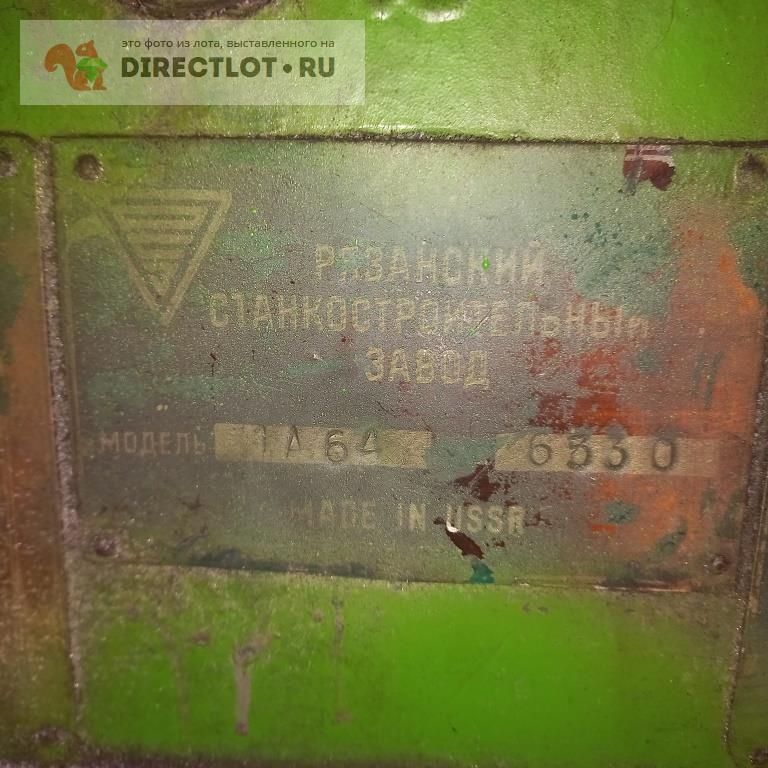 это фото из лота, выставленного на
DIRECTLOT.RU
РЯЗАНСКИЙ
СТАНКОСТРОИТЕЛЬНЫЙ
ЗАВОД
МОДЕЛЬ 1А64 6330
MADE IN USSR